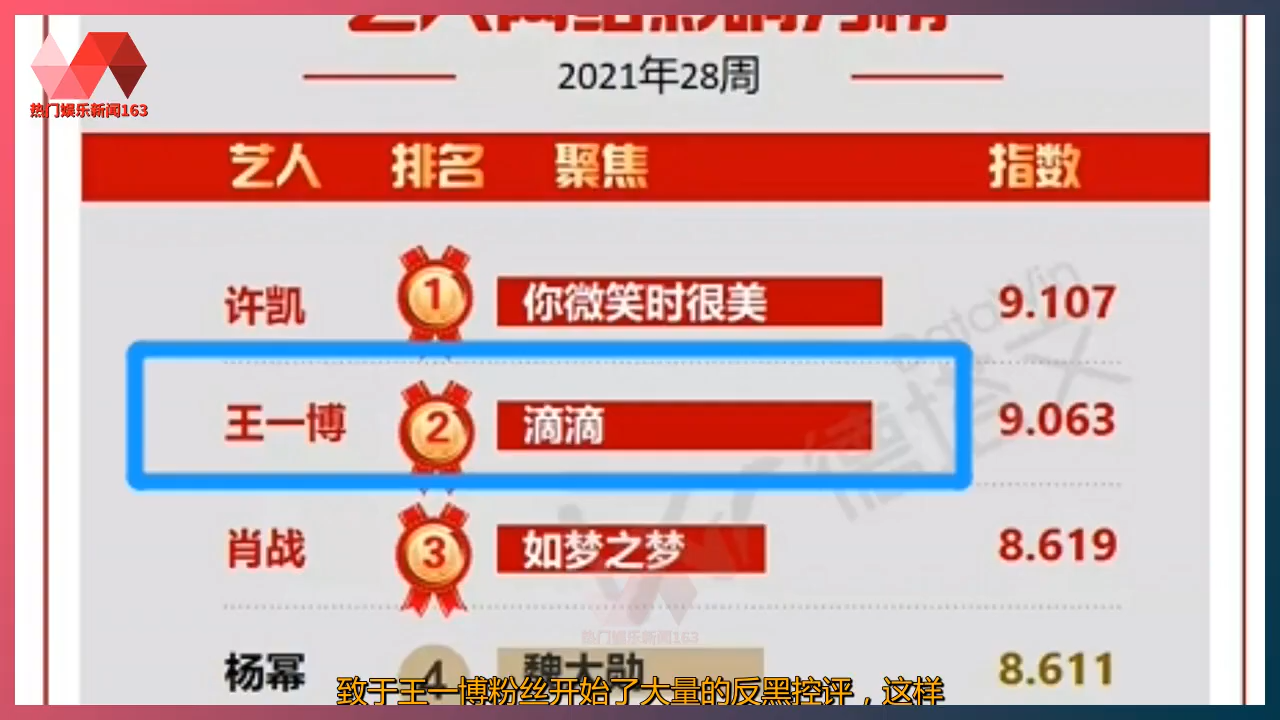 2021年28周
热门娱乐新闻163
艺人 排名 聚焦 指数
许凯 1 你微笑时很美 9.107
王一博 2 滴滴 9.063
肖战 3 如梦之梦 8.619
热门娱乐新闻163
杨幂 4 魏大勋 8.611
致于王一博粉丝开始了大量的反黑控评，这样